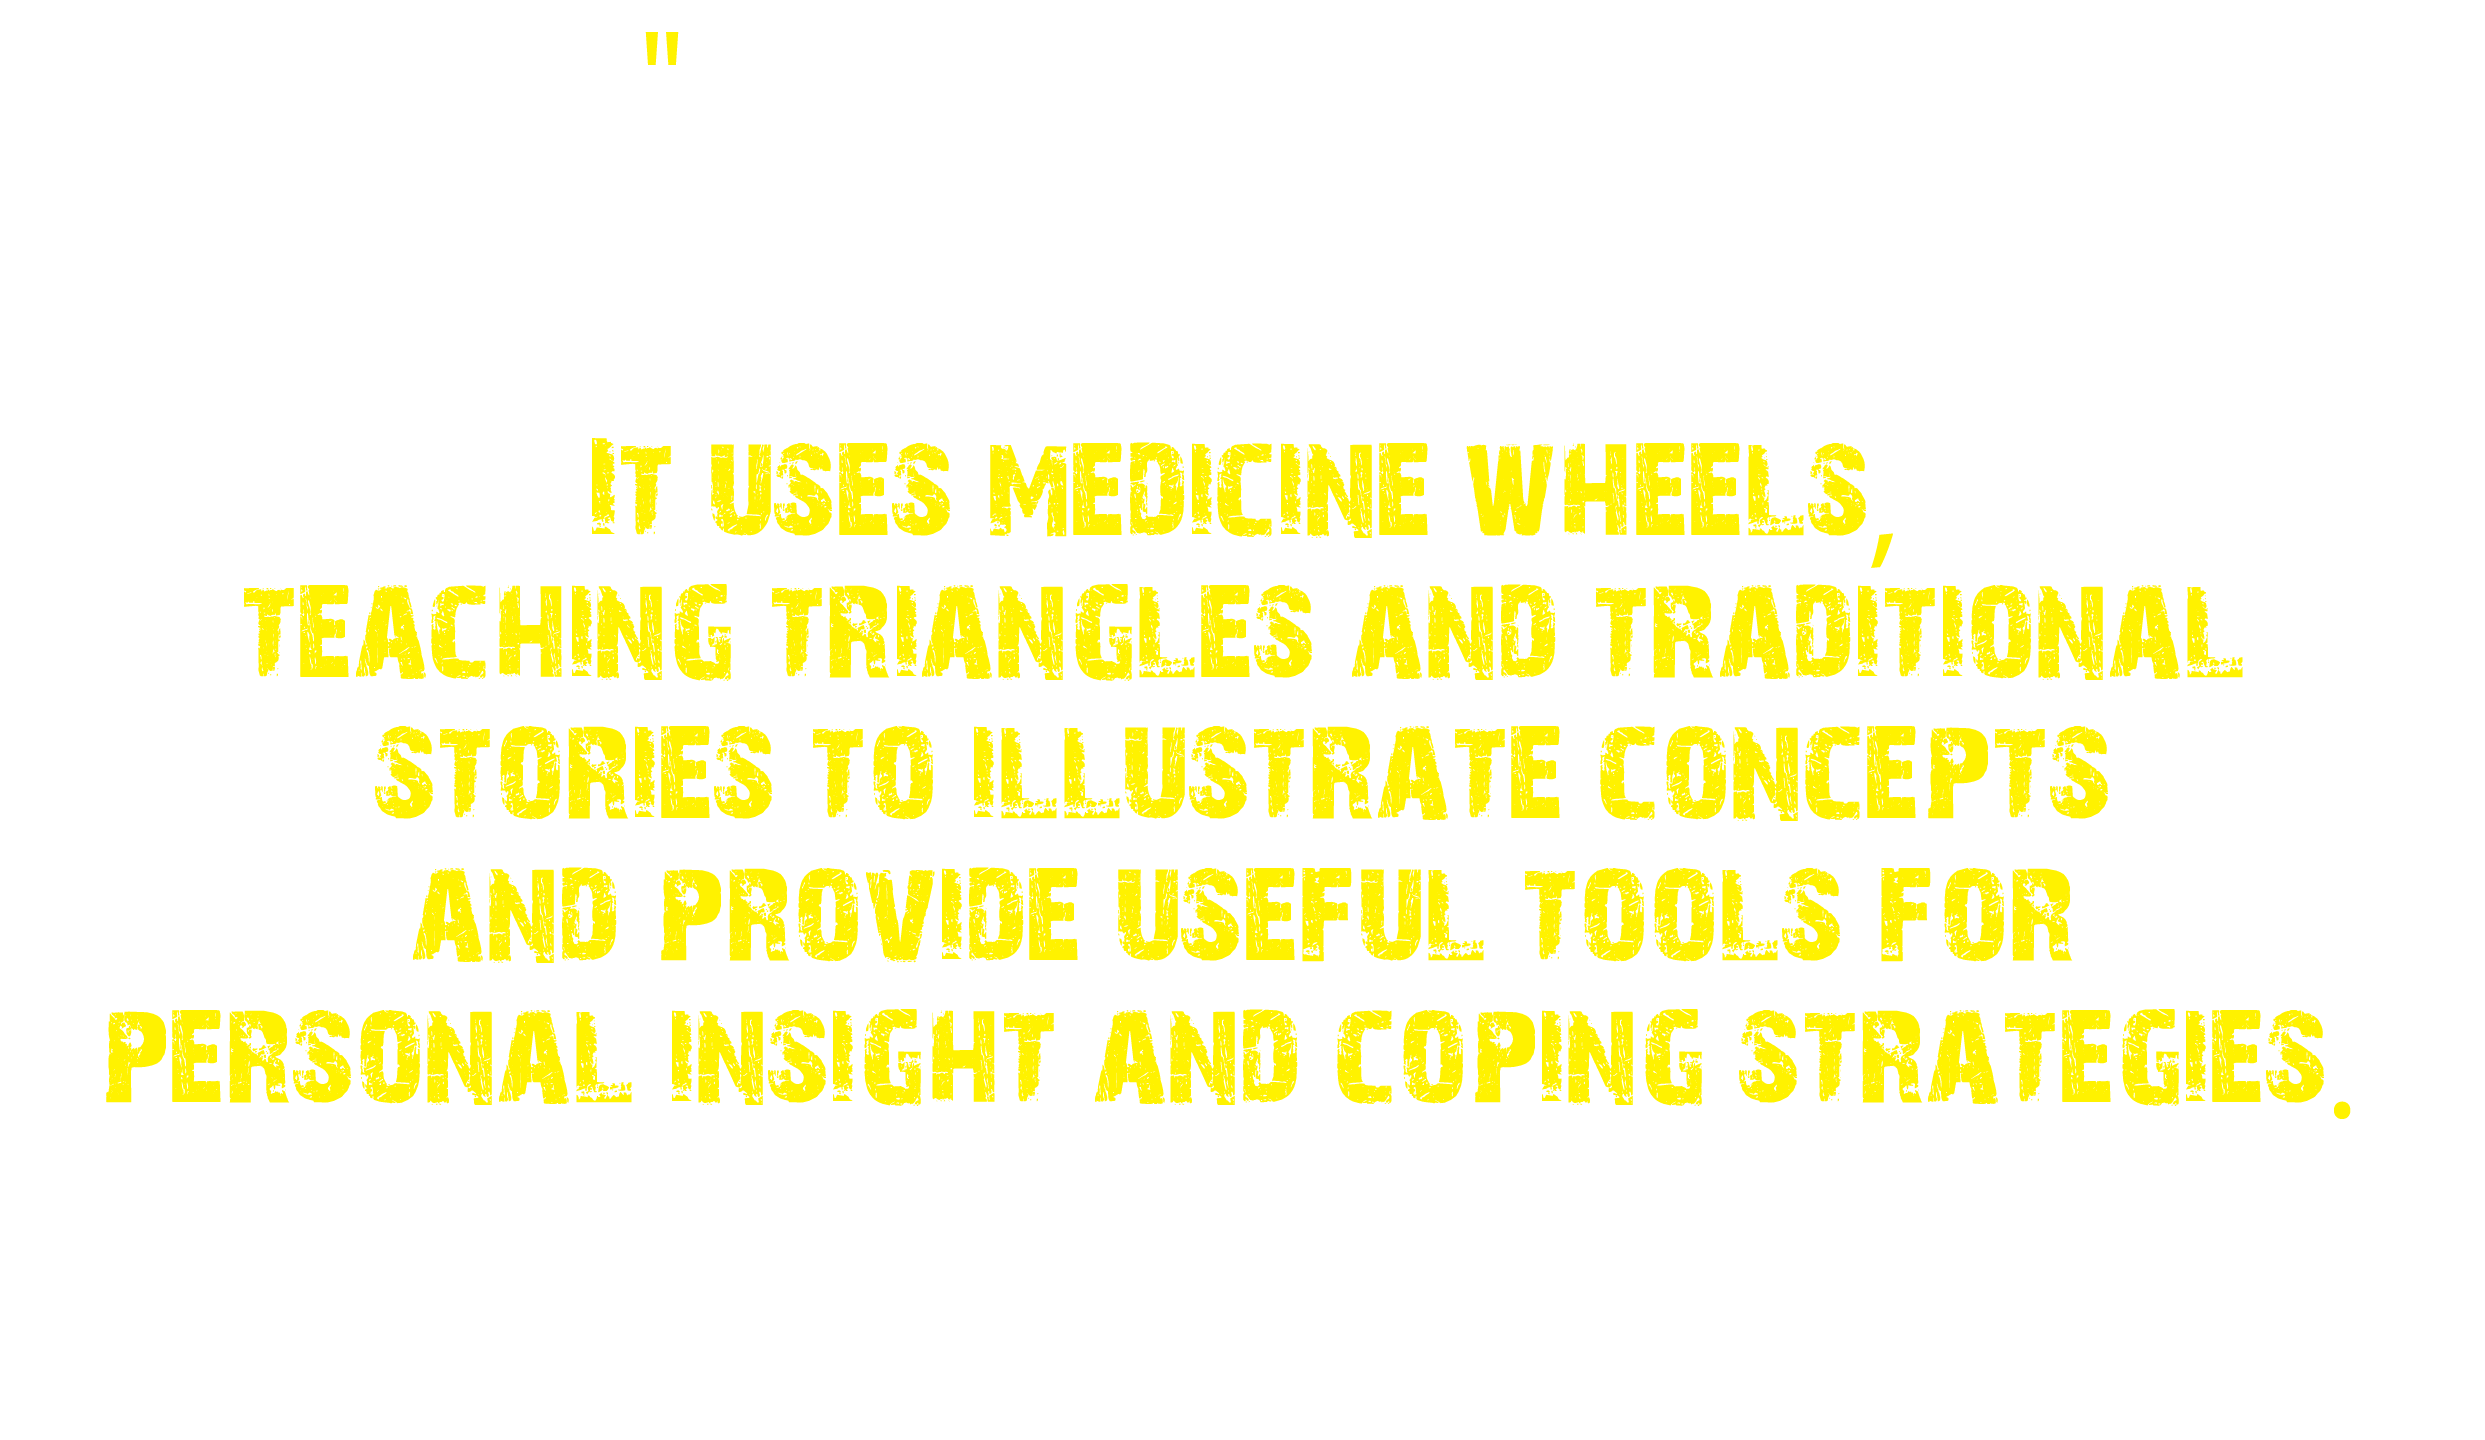 "
It uses medicine wheels,
teaching triangles and traditional
stories to illustrate concepts
and provide useful tools for
personal insight and coping strategies.